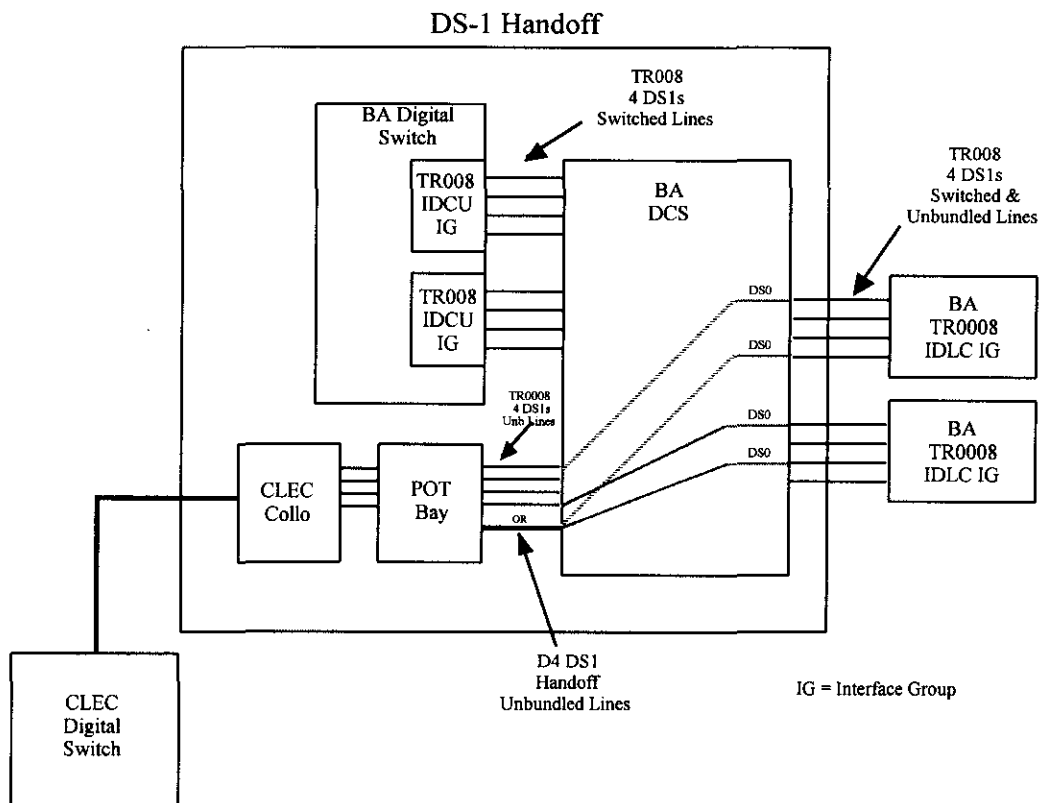 DS-1 Handoff
TR008
4 DS1s
Switched Lines
BA Digital
Switch
TR008
IDCU
IG
TR008
IDCU
IG
BA
DCS
TR008
4 DS1s
Switched &
Unbundled Lines
DS0
DS0
DS0
DS0
BA
TR0008
IDLC IG
BA
TR0008
IDLC IG
TR0008
4 DS1s
Unb Lines
CLEC
Collo
POT
Bay
OR
D4 DS1
Handoff
Unbundled Lines
IG = Interface Group
CLEC
Digital
Switch